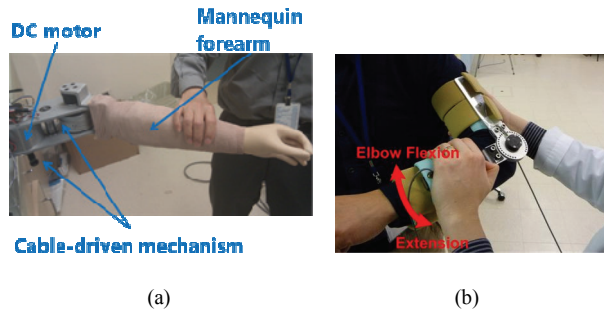 Mannequin
forearm
DC motor
Cable-driven mechanism
Elbow Flexion
Extension
(a)
(b)